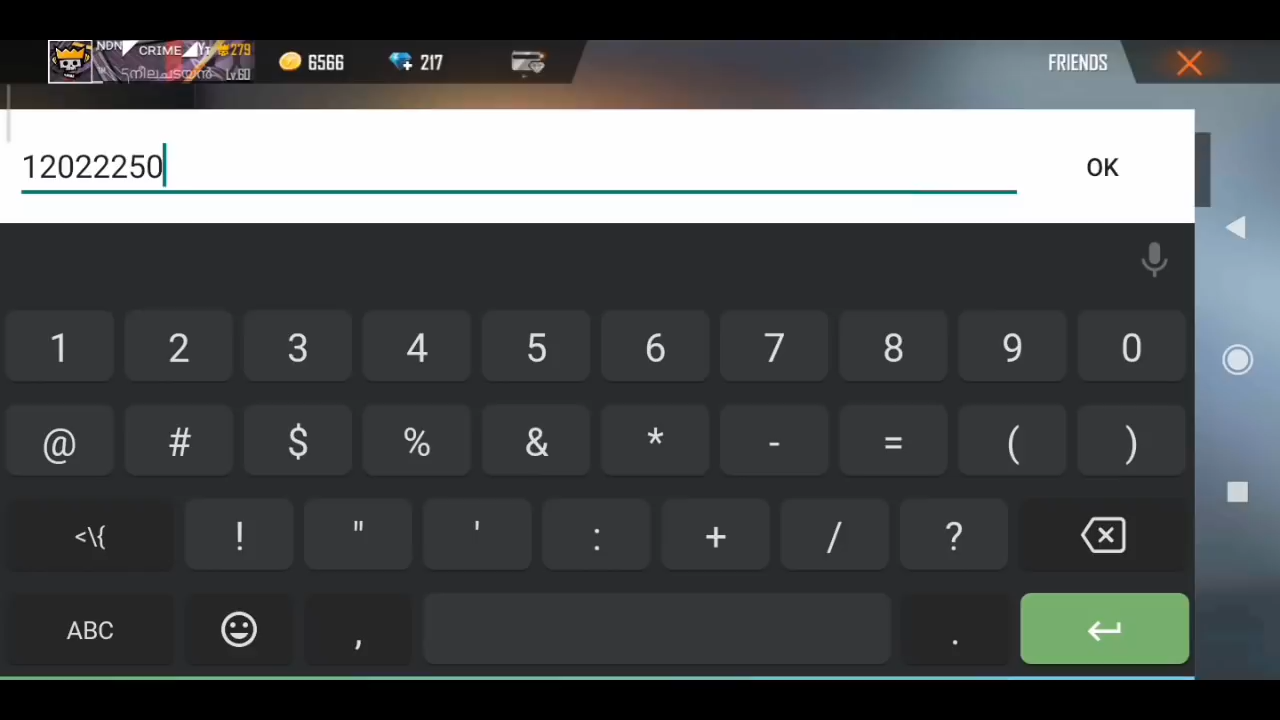 NDN CRIME 279
Lv.60
6566
217
FRIENDS
12022250
OK
1 2 3 4 5 6 7 8 9 0
@ # $ % & * - = ( )
<\{ ! " ' : + / ?
ABC , .